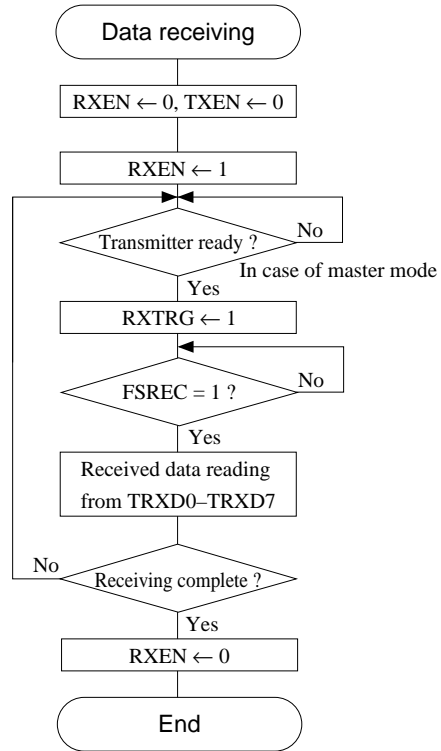 Data receiving
RXEN ← 0, TXEN ← 0
RXEN ← 1
No
Transmitter ready ?
In case of master mode
Yes
RXTRG ← 1
FSREC = 1 ?
No
Yes
Received data reading
from TRXD0–TRXD7
No
Receiving complete ?
Yes
RXEN ← 0
End